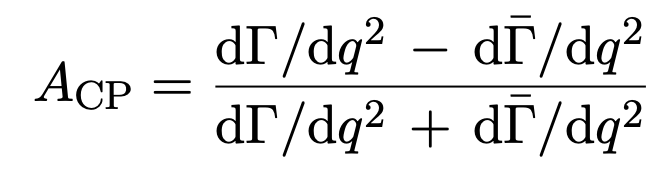 A_CP = (dΓ/dq² − dΓ̄/dq²) / (dΓ/dq² + dΓ̄/dq²)